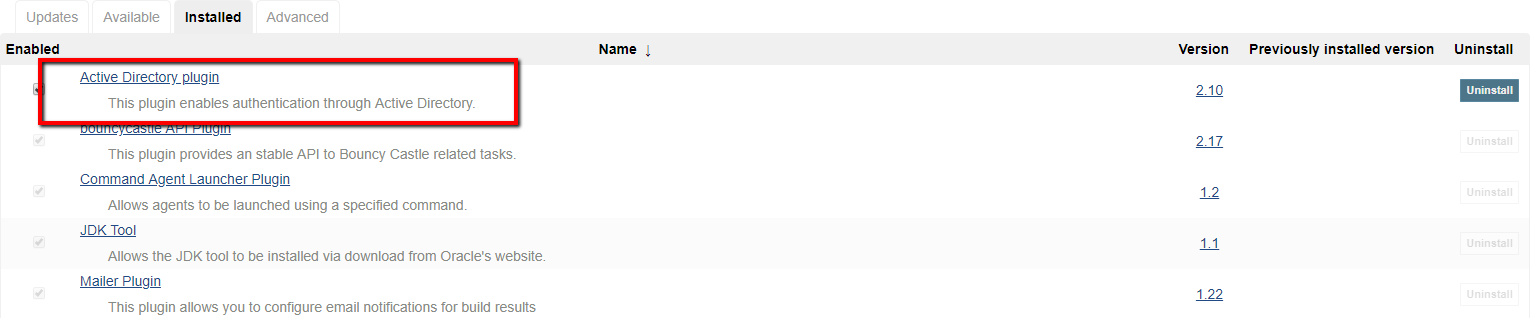 Updates Available Installed Advanced
Enabled Name ↓ Version Previously installed version Uninstall
Active Directory plugin 2.10 Uninstall
This plugin enables authentication through Active Directory.
bouncycastle API Plugin 2.17 Uninstall
This plugin provides an stable API to Bouncy Castle related tasks.
Command Agent Launcher Plugin 1.2 Uninstall
Allows agents to be launched using a specified command.
JDK Tool 1.1 Uninstall
Allows the JDK tool to be installed via download from Oracle's website.
Mailer Plugin 1.22 Uninstall
This plugin allows you to configure email notifications for build results